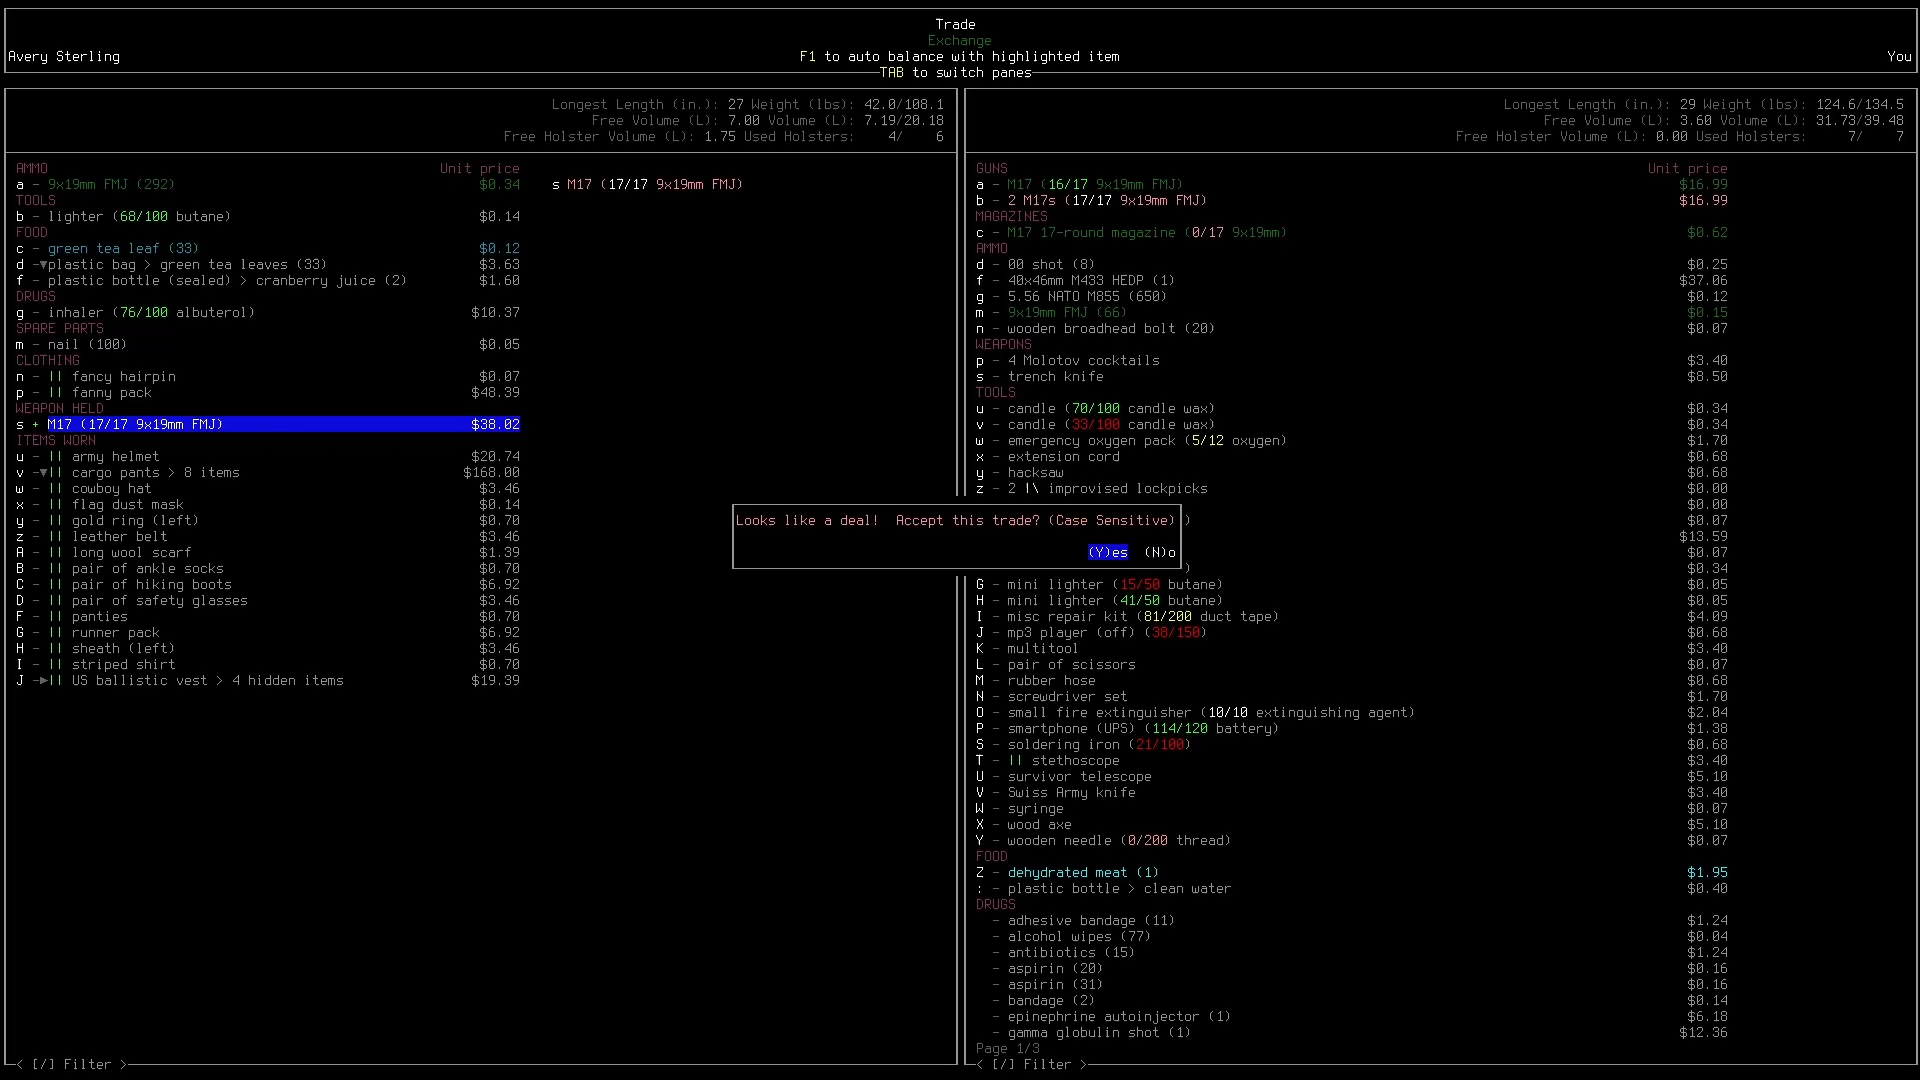 Trade
Exchange
Avery Sterling F1 to auto balance with highlighted item You
TAB to switch panes
Longest Length (in.): 27 Weight (lbs): 42.0/108.1
Free Volume (L): 7.00 Volume (L): 7.19/20.18
Free Holster Volume (L): 1.75 Used Holsters: 4/ 6
AMMO Unit price
a - 9x19mm FMJ (292) $0.34 s M17 (17/17 9x19mm FMJ)
TOOLS
b - lighter (68/100 butane) $0.14
FOOD
c - green tea leaf (33) $0.12
d -▼plastic bag > green tea leaves (33) $3.63
f - plastic bottle (sealed) > cranberry juice (2) $1.60
DRUGS
g - inhaler (76/100 albuterol) $10.37
SPARE PARTS
m - nail (100) $0.05
CLOTHING
n - || fancy hairpin $0.07
p - || fanny pack $48.39
WEAPON HELD
s + M17 (17/17 9x19mm FMJ) $38.02
ITEMS WORN
u - || army helmet $20.74
v -▼|| cargo pants > 8 items $168.00
w - || cowboy hat $3.46
x - || flag dust mask $0.14
y - || gold ring (left) $0.70
z - || leather belt $3.46
A - || long wool scarf $1.39
B - || pair of ankle socks $0.70
C - || pair of hiking boots $6.92
D - || pair of safety glasses $3.46
F - || panties $0.70
G - || runner pack $6.92
H - || sheath (left) $3.46
I - || striped shirt $0.70
J -►|| US ballistic vest > 4 hidden items $19.39
< [/] Filter >
Longest Length (in.): 29 Weight (lbs): 124.6/134.5
Free Volume (L): 3.60 Volume (L): 31.73/39.48
Free Holster Volume (L): 0.00 Used Holsters: 7/ 7
GUNS Unit price
a - M17 (16/17 9x19mm FMJ) $16.99
b - 2 M17s (17/17 9x19mm FMJ) $16.99
MAGAZINES
c - M17 17-round magazine (0/17 9x19mm) $0.62
AMMO
d - 00 shot (8) $0.25
f - 40x46mm M433 HEDP (1) $37.06
g - 5.56 NATO M855 (650) $0.12
m - 9x19mm FMJ (66) $0.15
n - wooden broadhead bolt (20) $0.07
WEAPONS
p - 4 Molotov cocktails $3.40
s - trench knife $8.50
TOOLS
u - candle (70/100 candle wax) $0.34
v - candle (33/100 candle wax) $0.34
w - emergency oxygen pack (5/12 oxygen) $1.70
x - extension cord $0.68
y - hacksaw $0.68
z - 2 |\ improvised lockpicks $0.00
$0.00
Looks like a deal!  Accept this trade? (Case Sensitive) ) $0.07
$13.59
(Y)es (N)o $0.07
) $0.34
G - mini lighter (15/50 butane) $0.05
H - mini lighter (41/50 butane) $0.05
I - misc repair kit (81/200 duct tape) $4.09
J - mp3 player (off) (38/150) $0.68
K - multitool $3.40
L - pair of scissors $0.07
M - rubber hose $0.68
N - screwdriver set $1.70
O - small fire extinguisher (10/10 extinguishing agent) $2.04
P - smartphone (UPS) (114/120 battery) $1.38
S - soldering iron (21/100) $0.68
T - || stethoscope $3.40
U - survivor telescope $5.10
V - Swiss Army knife $3.40
W - syringe $0.07
X - wood axe $5.10
Y - wooden needle (0/200 thread) $0.07
FOOD
Z - dehydrated meat (1) $1.95
: - plastic bottle > clean water $0.40
DRUGS
- adhesive bandage (11) $1.24
- alcohol wipes (77) $0.04
- antibiotics (15) $1.24
- aspirin (20) $0.16
- aspirin (31) $0.16
- bandage (2) $0.14
- epinephrine autoinjector (1) $6.18
- gamma globulin shot (1) $12.36
Page 1/3
< [/] Filter >